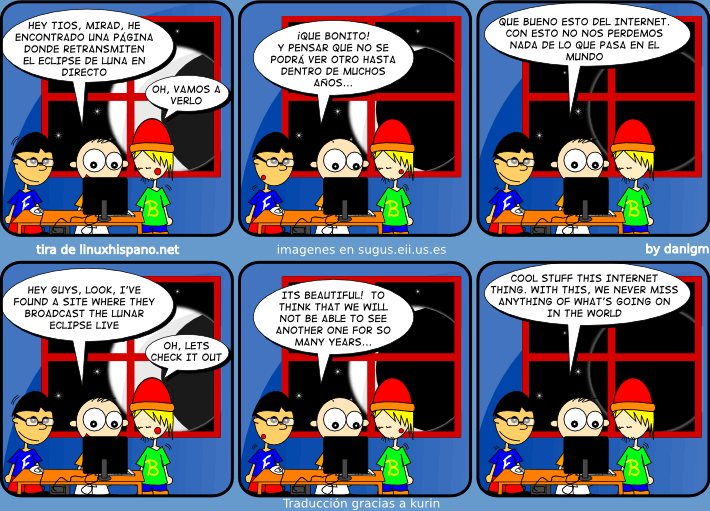 HEY TIOS, MIRAD, HE
ENCONTRADO UNA PÁGINA
DONDE RETRANSMITEN
EL ECLIPSE DE LUNA EN
DIRECTO
OH, VAMOS A
VERLO
¡QUE BONITO!
Y PENSAR QUE NO SE
PODRÁ VER OTRO HASTA
DENTRO DE MUCHOS
AÑOS...
QUE BUENO ESTO DEL INTERNET.
CON ESTO NO NOS PERDEMOS
NADA DE LO QUE PASA EN EL
MUNDO
E
B
E
B
E
B
tira de linuxhispano.net
imagenes en sugus.eii.us.es
by danigm
HEY GUYS, LOOK, I'VE
FOUND A SITE WHERE THEY
BROADCAST THE LUNAR
ECLIPSE LIVE
OH, LETS
CHECK IT OUT
ITS BEAUTIFUL! TO
THINK THAT WE WILL
NOT BE ABLE TO SEE
ANOTHER ONE FOR SO
MANY YEARS...
COOL STUFF THIS INTERNET
THING. WITH THIS, WE NEVER MISS
ANYTHING OF WHAT'S GOING ON
IN THE WORLD
E
B
E
B
E
B
Traducción gracias a kurin